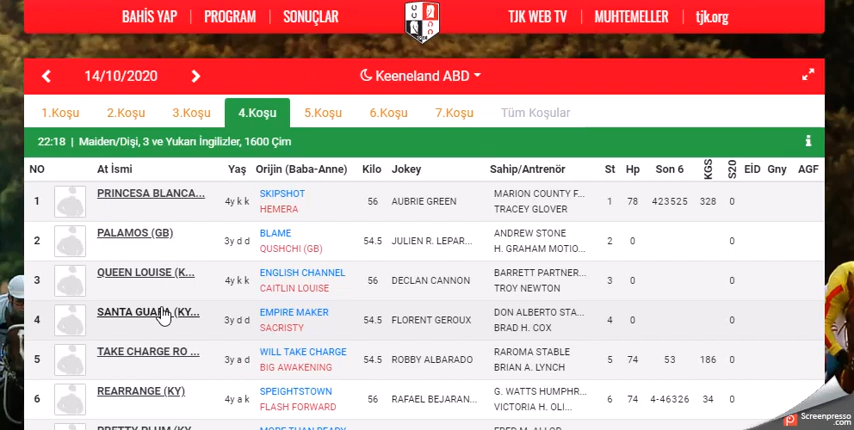 BAHİS YAP | PROGRAM | SONUÇLAR TJK WEB TV | MUHTEMELLER | tjk.org
14/10/2020 Keeneland ABD
1.Koşu 2.Koşu 3.Koşu 4.Koşu 5.Koşu 6.Koşu 7.Koşu Tüm Koşular
22:18 | Maiden/Dişi, 3 ve Yukarı İngilizler, 1600 Çim
NO At İsmi Yaş Orijin (Baba-Anne) Kilo Jokey Sahip/Antrenör St Hp Son 6 KGS S20 EİD Gny AGF
1 PRINCESA BLANCA... 4y k k SKIPSHOT 56 AUBRIE GREEN MARION COUNTY F... 1 78 423525 328 0
HEMERA TRACEY GLOVER
2 PALAMOS (GB) 3y d d BLAME 54.5 JULIEN R. LEPAR... ANDREW STONE 2 0 0
QUSHCHI (GB) H. GRAHAM MOTIO...
3 QUEEN LOUISE (K... 4y k k ENGLISH CHANNEL 56 DECLAN CANNON BARRETT PARTNER... 3 0 0
CAITLIN LOUISE TROY NEWTON
4 SANTA (KY... 3y d d EMPIRE MAKER 54.5 FLORENT GEROUX DON ALBERTO STA... 4 0 0
SACRISTY BRAD H. COX
5 TAKE CHARGE RO ... 3y a d WILL TAKE CHARGE 54.5 ROBBY ALBARADO RAROMA STABLE 5 74 53 186 0
BIG AWAKENING BRIAN A. LYNCH
6 REARRANGE (KY) 4y a k SPEIGHTSTOWN 56 RAFAEL BEJARAN... G. WATTS HUMPHR... 6 74 4-46326 34 0
FLASH FORWARD VICTORIA H. OLI...
Screenpresso
.com